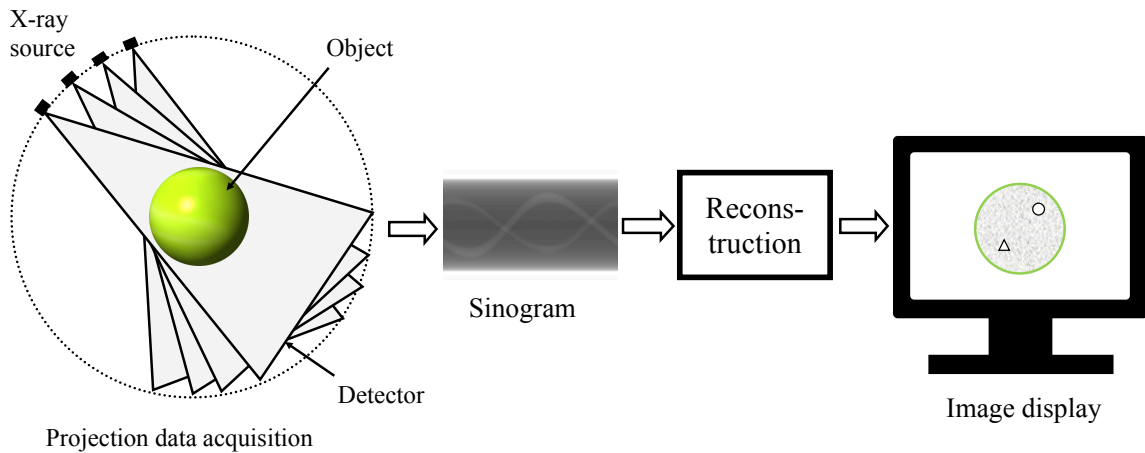 X-ray
source
Object
Detector
Projection data acquisition
Sinogram
Recons-
truction
Image display